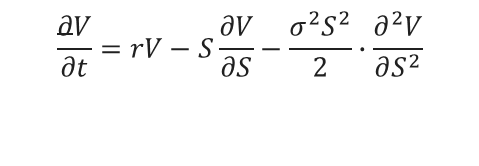 ∂V/∂t = rV − S ∂V/∂S − σ²S²/2 · ∂²V/∂S²